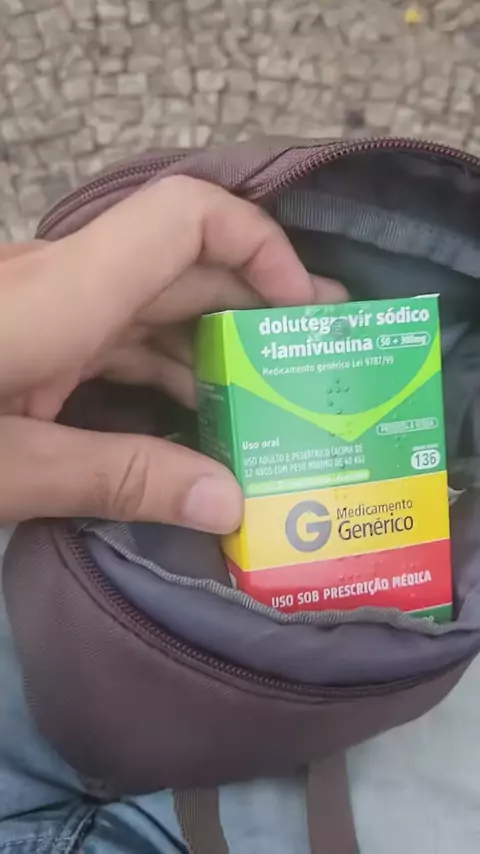 dolutegravir sódico
+lamivudina 50 + 300mg
Medicamento genérico Lei 9787/99
Uso oral
USO ADULTO E PEDIÁTRICO (ACIMA DE
12 ANOS COM PESO MÍNIMO DE 40 KG)
136
G Medicamento
Genérico
USO SOB PRESCRIÇÃO MÉDICA